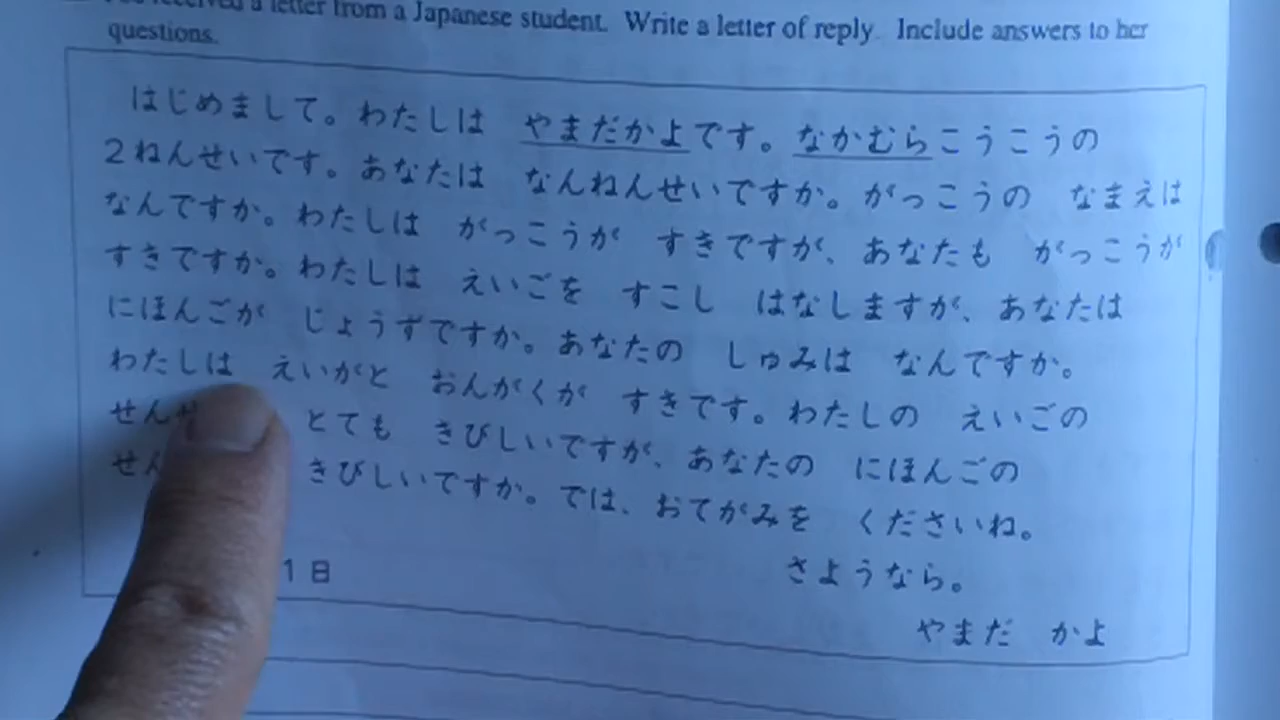 received a letter from a Japanese student. Write a letter of reply. Include answers to her
questions.
はじめまして。わたしは やまだかよです。なかむらこうこうの
2ねんせいです。あなたは なんねんせいですか。がっこうの なまえは
なんですか。わたしは がっこうが すきですが、あなたも がっこうが
すきですか。わたしは えいごを すこし はなしますが、あなたは
にほんごが じょうずですか。あなたの しゅみは なんですか。
わたしは えいがと おんがくが すきです。わたしの えいごの
せんせ とても きびしいですが、あなたの にほんごの
せん きびしいですか。では、おてがみを くださいね。
さようなら。
1日
やまだ かよ